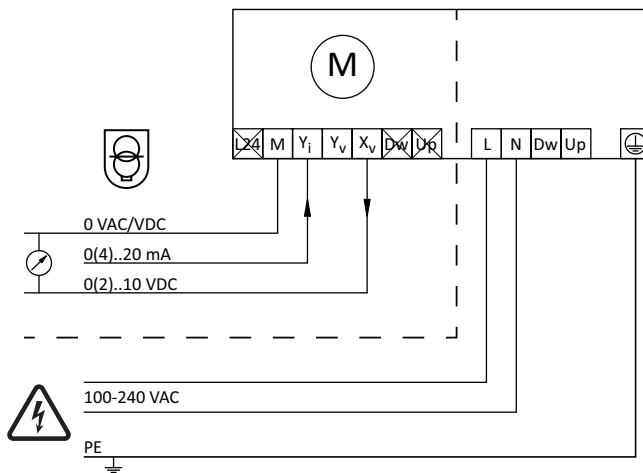 M
L24 M Yi Yv Xv Dw Up L N Dw Up
0 VAC/VDC
0(4)..20 mA
0(2)..10 VDC
100-240 VAC
PE